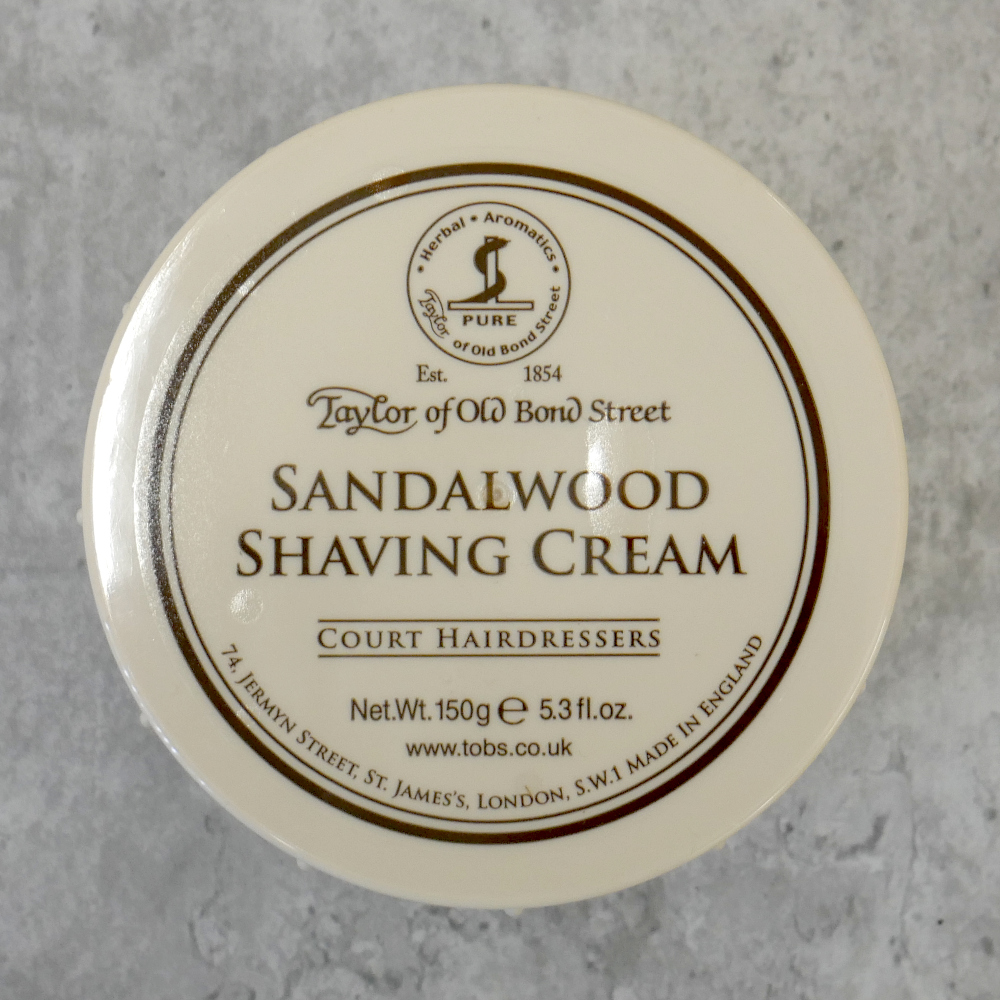 Herbal • Aromatics
PURE
Taylor of Old Bond Street
Est. 1854
Taylor of Old Bond Street
SANDALWOOD
SHAVING CREAM
COURT HAIRDRESSERS
Net.Wt. 150g ℮ 5.3 fl.oz.
www.tobs.co.uk
74, JERMYN STREET, ST. JAMES'S, LONDON, S.W.1 MADE IN ENGLAND